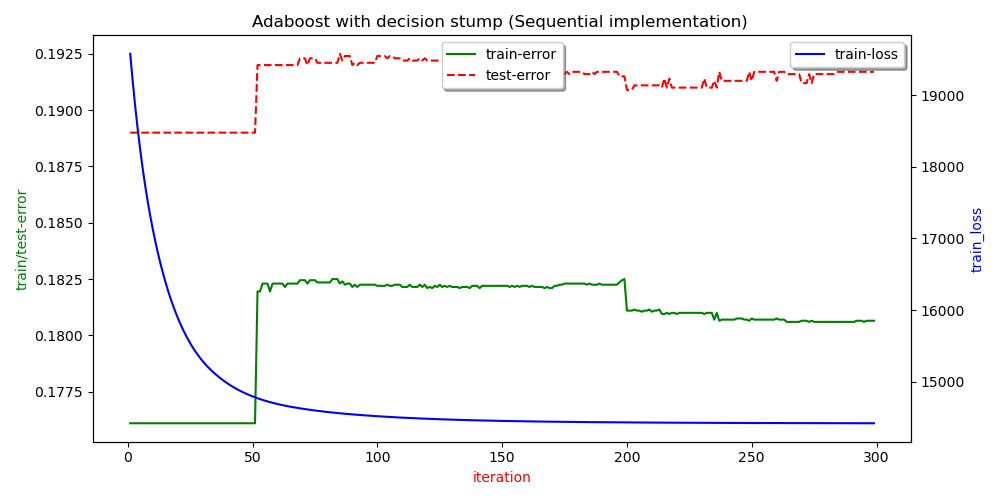 Adaboost with decision stump (Sequential implementation)
train-error
test-error
train-loss
train/test-error
0.1925
0.1900
0.1875
0.1850
0.1825
0.1800
0.1775
19000
18000
17000
16000
15000
train_loss
0 50 100 150 200 250 300
iteration